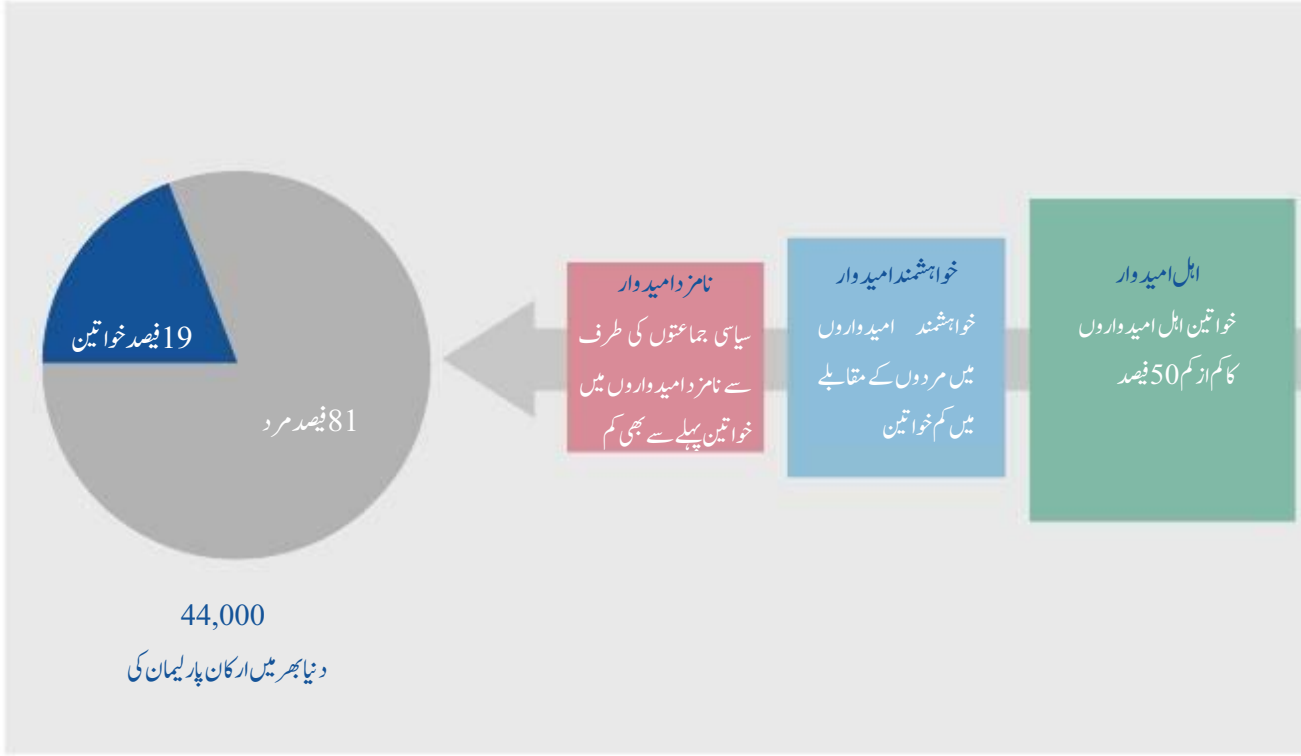 اہل امیدوار
خواتین اہل امیدواروں
کا کم از کم 50 فیصد
خواہشمند امیدوار
خواہشمند امیدواروں
میں مردوں کے مقابلے
میں کم خواتین
نامزد امیدوار
سیاسی جماعتوں کی طرف
سے نامزد امیدواروں میں
خواتین پہلے سے بھی کم
19 فیصد خواتین
81 فیصد مرد
44,000
دنیا بھر میں ارکان پارلیمان کی